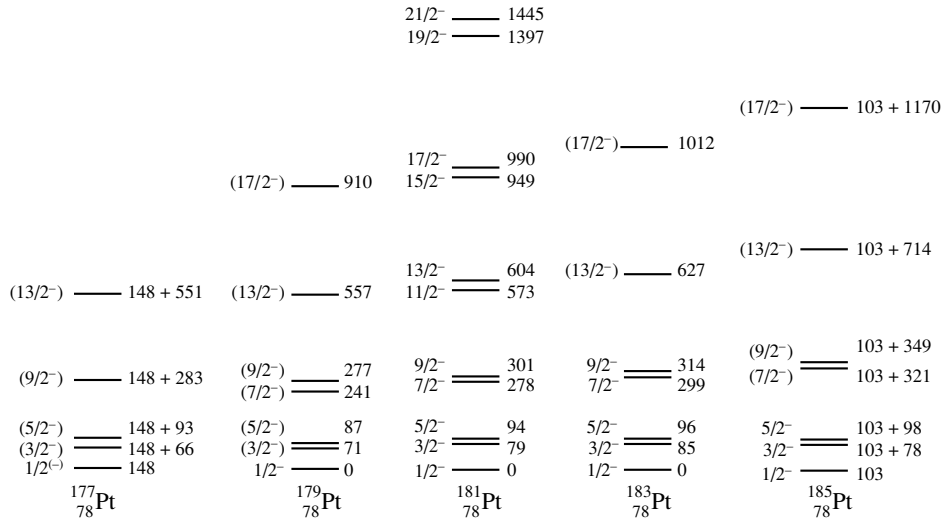 21/2⁻ 1445
19/2⁻ 1397
(17/2⁻) 103 + 1170
(17/2⁻) 1012
17/2⁻ 990
15/2⁻ 949
(17/2⁻) 910
(13/2⁻) 103 + 714
13/2⁻ 604
(13/2⁻) 627
11/2⁻ 573
(13/2⁻) 148 + 551
(13/2⁻) 557
(9/2⁻) 103 + 349
(7/2⁻) 103 + 321
9/2⁻ 301
9/2⁻ 314
7/2⁻ 278
7/2⁻ 299
(9/2⁻) 277
(7/2⁻) 241
(9/2⁻) 148 + 283
(5/2⁻) 148 + 93
(3/2⁻) 148 + 66
1/2⁽⁻⁾ 148
(5/2⁻) 87
(3/2⁻) 71
1/2⁻ 0
5/2⁻ 94
3/2⁻ 79
1/2⁻ 0
5/2⁻ 96
3/2⁻ 85
1/2⁻ 0
5/2⁻ 103 + 98
3/2⁻ 103 + 78
1/2⁻ 103
¹⁷⁷₇₈Pt ¹⁷⁹₇₈Pt ¹⁸¹₇₈Pt ¹⁸³₇₈Pt ¹⁸⁵₇₈Pt